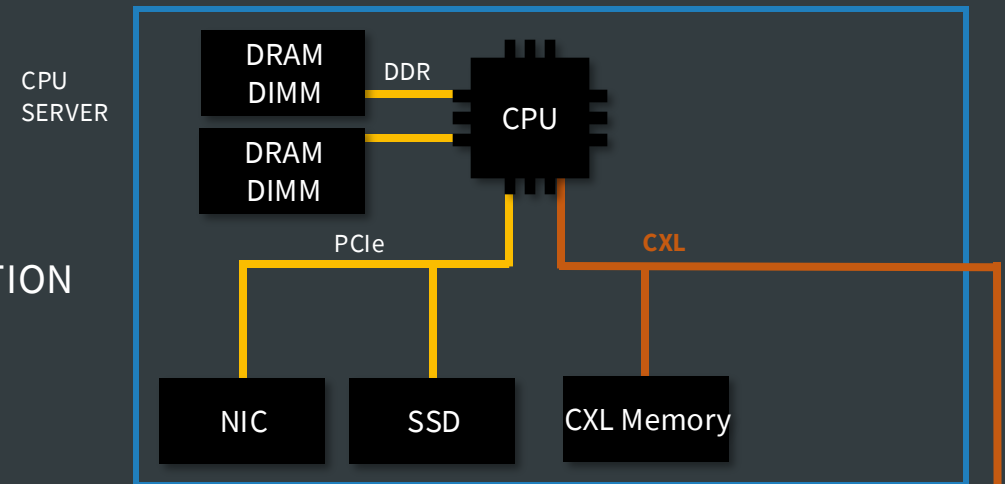 CPU
SERVER
DRAM
DIMM
DDR
CPU
DRAM
DIMM
PCIe
CXL
TION
NIC
SSD
CXL Memory